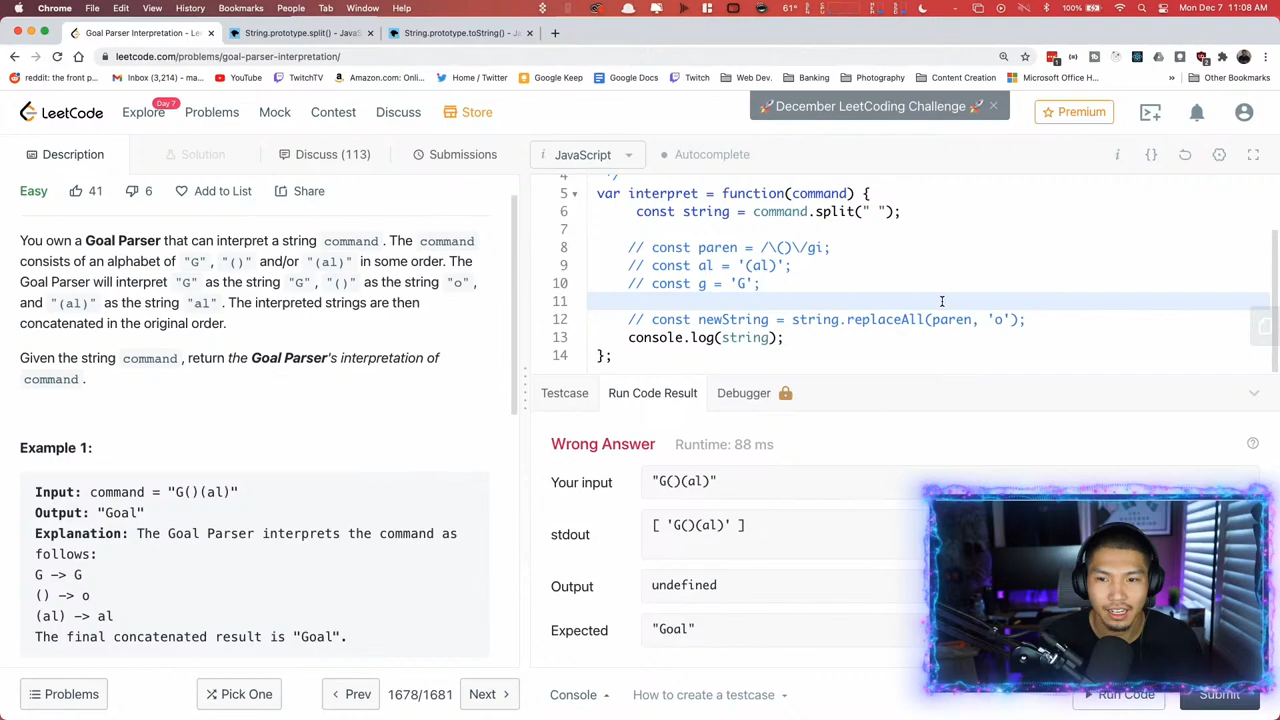 Chrome File Edit View History Bookmarks People Tab Window Help
100% Thu Dec 17 11:08 AM
Goal Parser Interpretation - Le
String.prototype.split() - JavaS
String.prototype.toString() - Ja
leetcode.com/problems/goal-parser-interpretation/
reddit: the front p... Inbox (3,214) - ma... YouTube TwitchTV Amazon.com: Onlin... Home / Twitter Google Keep Google Docs Twitch Web Dev. Banking Photography Content Creation Microsoft Office H... » Other Bookmarks
LeetCode Explore Day 7 Problems Mock Contest Discuss Store
December LeetCoding Challenge
Premium
Description Solution Discuss (113) Submissions
i JavaScript Autocomplete
Easy 41 6 Add to List Share
You own a Goal Parser that can interpret a string command. The command
consists of an alphabet of "G", "()" and/or "(al)" in some order. The
Goal Parser will interpret "G" as the string "G", "()" as the string "o",
and "(al)" as the string "al". The interpreted strings are then
concatenated in the original order.
Given the string command, return the Goal Parser's interpretation of
command.
Example 1:
Input: command = "G()(al)"
Output: "Goal"
Explanation: The Goal Parser interprets the command as
follows:
G -> G
() -> o
(al) -> al
The final concatenated result is "Goal".
Problems Pick One Prev 1678/1681 Next
5 var interpret = function(command) {
6 const string = command.split(" ");
7
8 // const paren = /\()\/gi;
9 // const al = '(al)';
10 // const g = 'G';
11
12 // const newString = string.replaceAll(paren, 'o');
13 console.log(string);
14 };
Testcase Run Code Result Debugger
Wrong Answer Runtime: 88 ms
Your input "G()(al)"
stdout [ 'G()(al)' ]
Output undefined
Expected "Goal"
Console How to create a testcase Run Code Submit